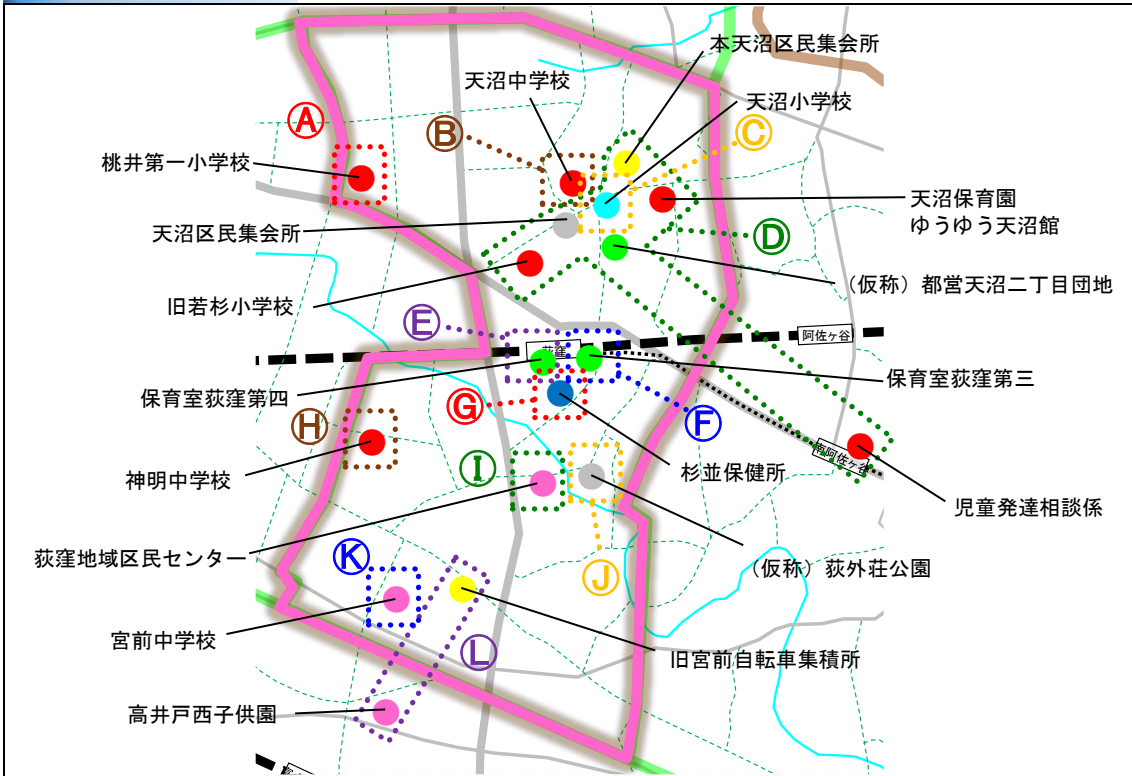 本天沼区民集会所
天沼中学校
天沼小学校
Ⓐ
Ⓑ
Ⓒ
桃井第一小学校
天沼保育園
ゆうゆう天沼館
天沼区民集会所
Ⓓ
（仮称）都営天沼二丁目団地
旧若杉小学校
Ⓔ
阿佐ヶ谷
荻窪
保育室荻窪第三
保育室荻窪第四
Ⓖ
Ⓕ
Ⓗ
南阿佐ヶ谷
Ⓘ
杉並保健所
神明中学校
児童発達相談係
荻窪地域区民センター
Ⓚ
Ⓙ
（仮称）荻外荘公園
宮前中学校
Ⓛ
旧宮前自転車集積所
高井戸西子供園